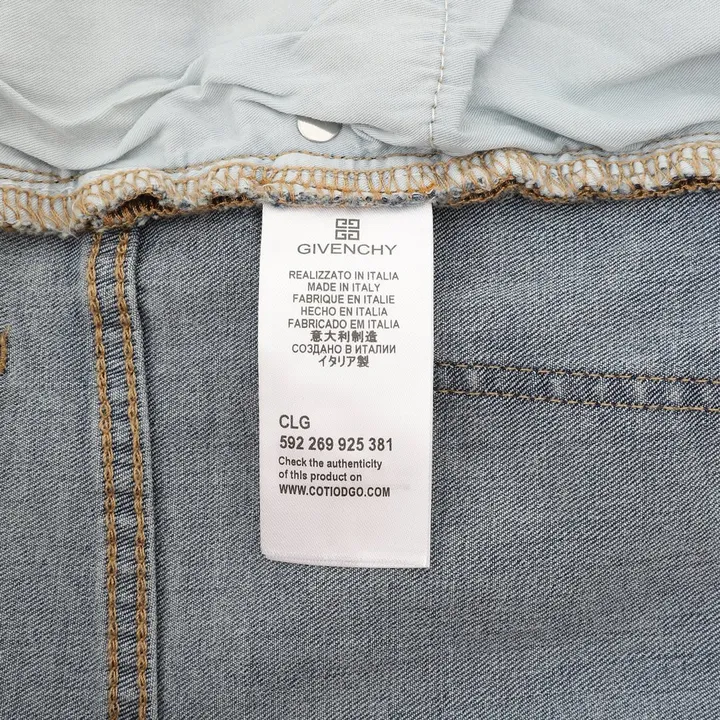 GIVENCHY
REALIZZATO IN ITALIA
MADE IN ITALY
FABRIQUE EN ITALIE
HECHO EN ITALIA
FABRICADO EM ITALIA
意大利制造
СОЗДАНО В ИТАЛИИ
イタリア製
CLG
592 269 925 381
Check the authenticity
of this product on
WWW.COTIODGO.COM